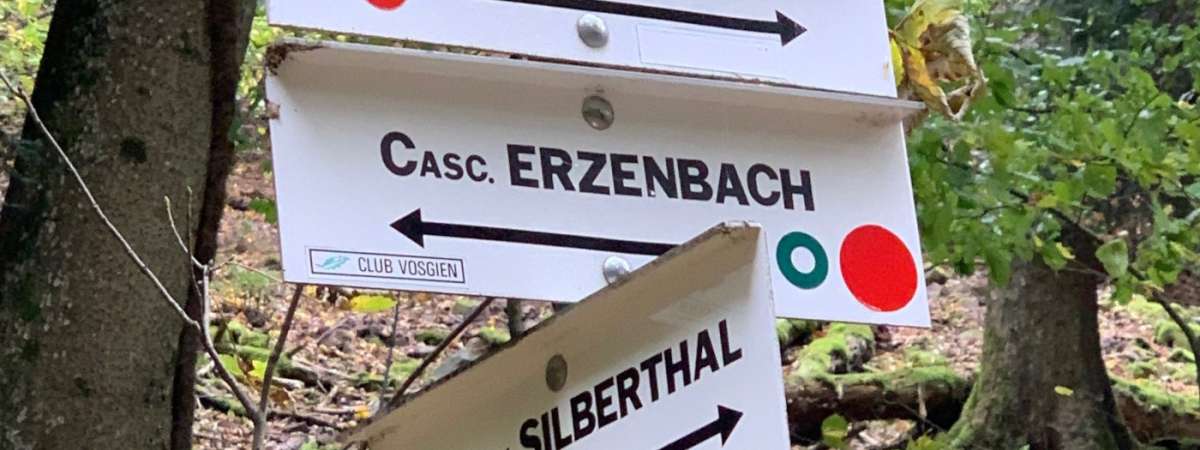 CASC. ERZENBACH
CLUB VOSGIEN
SILBERTHAL